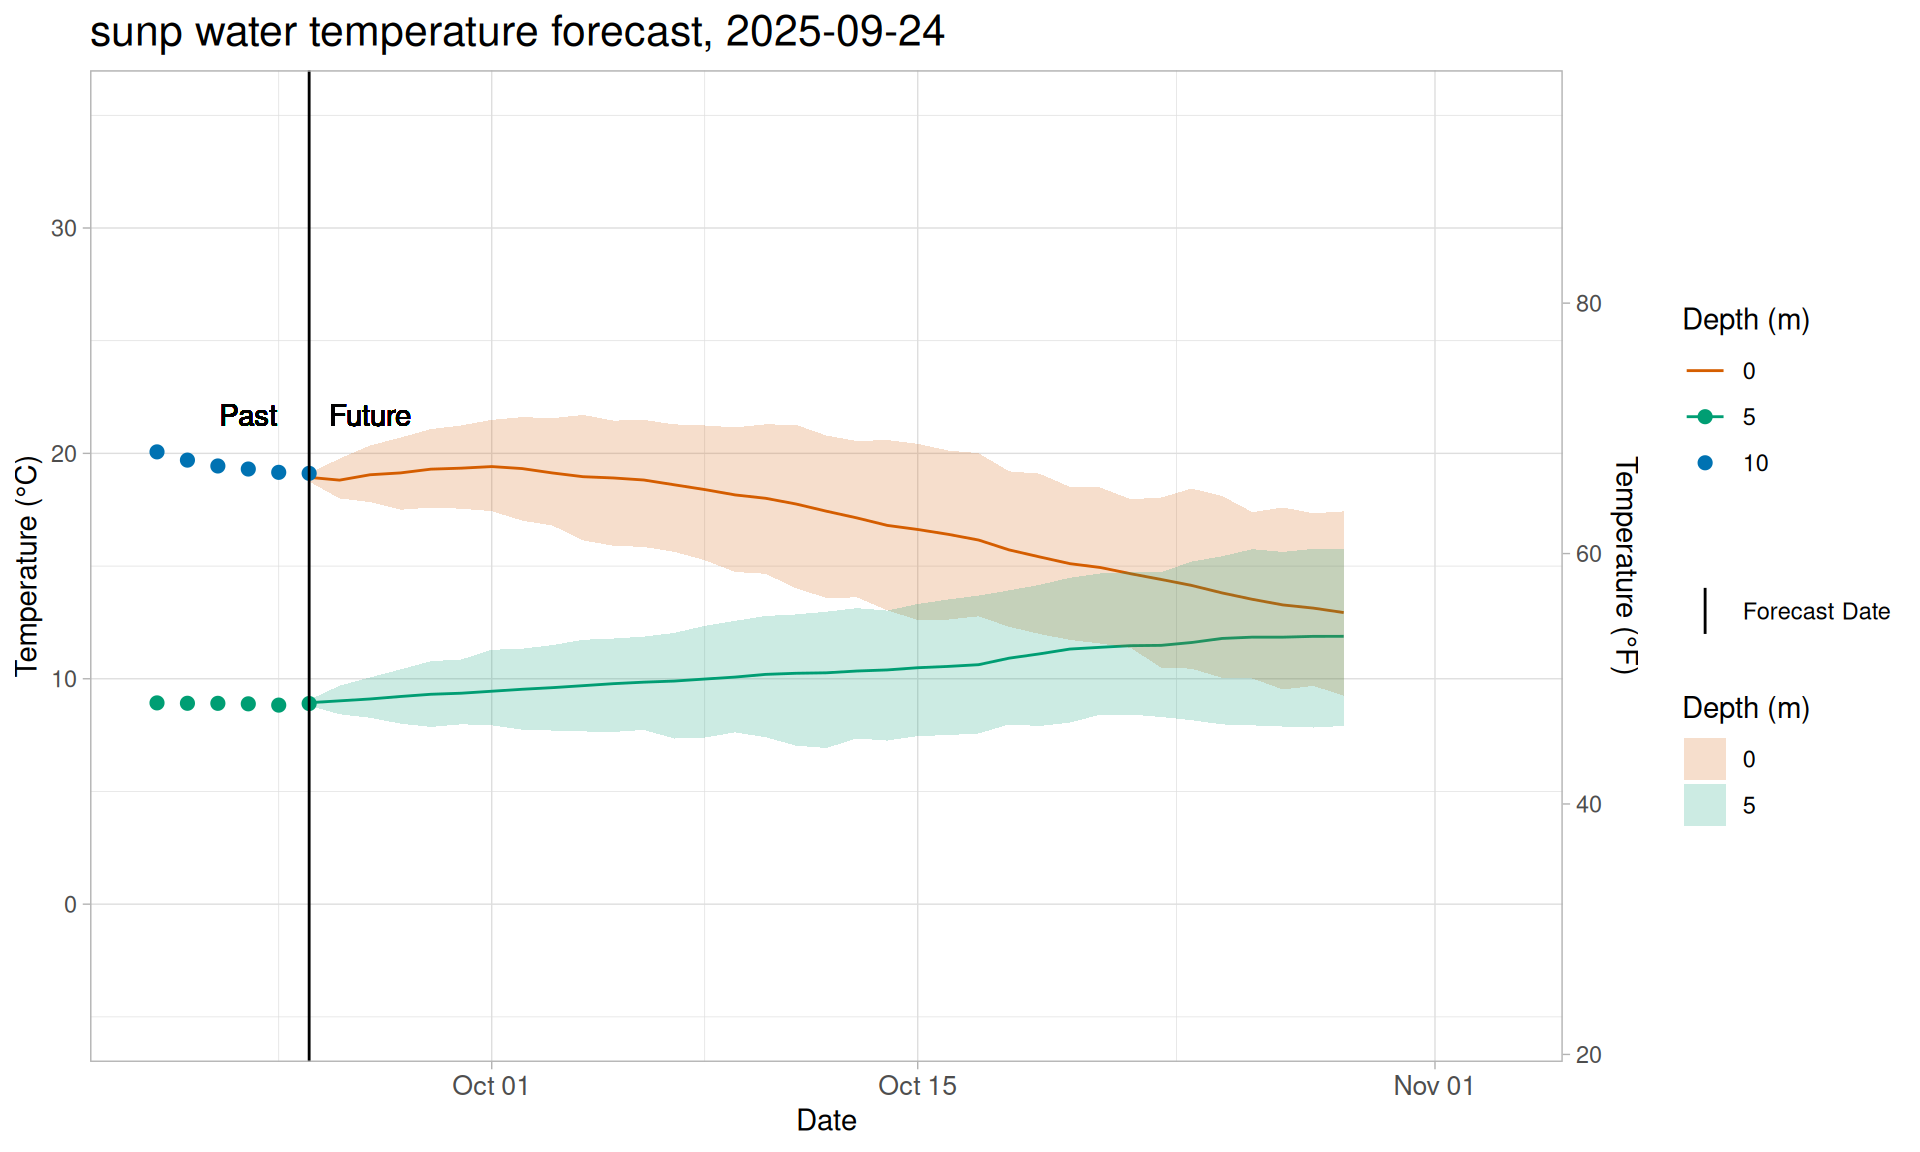 sunp water temperature forecast, 2025-09-24
Temperature (°C)
30
20
10
0
Past
Future
Oct 01
Oct 15
Nov 01
Date
80
60
40
20
Temperature (°F)
Depth (m)
0
5
10
Forecast Date
Depth (m)
0
5